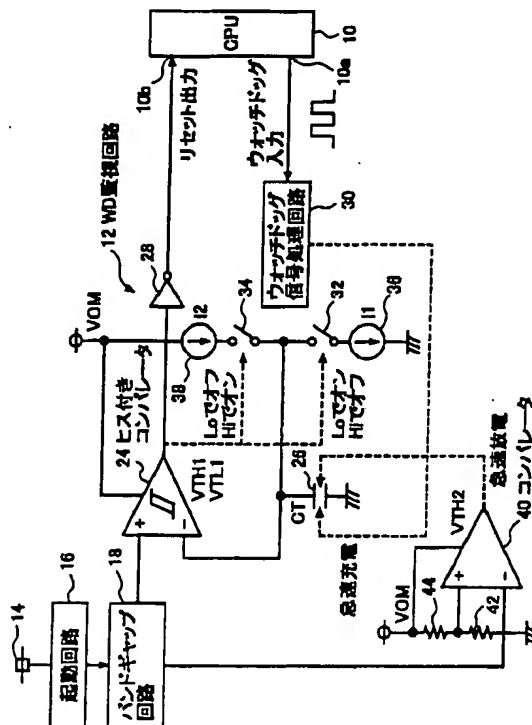 14
16
起動回路
18
バンドギャップ
回路
24 ヒス付き
コンパレータ
VTH1
VTL1
VOM
12 WD監視回路
28
リセット出力
10b
CPU
10
10a
ウォッチドッグ
入力
30
ウォッチドッグ
信号処理回路
I2
38
34
Loでオフ
Hiでオン
32
Loでオン
Hiでオフ
I1
36
26
CT
急速充電
急速放電
VTH2
VOM
44
42
40 コンパレータ